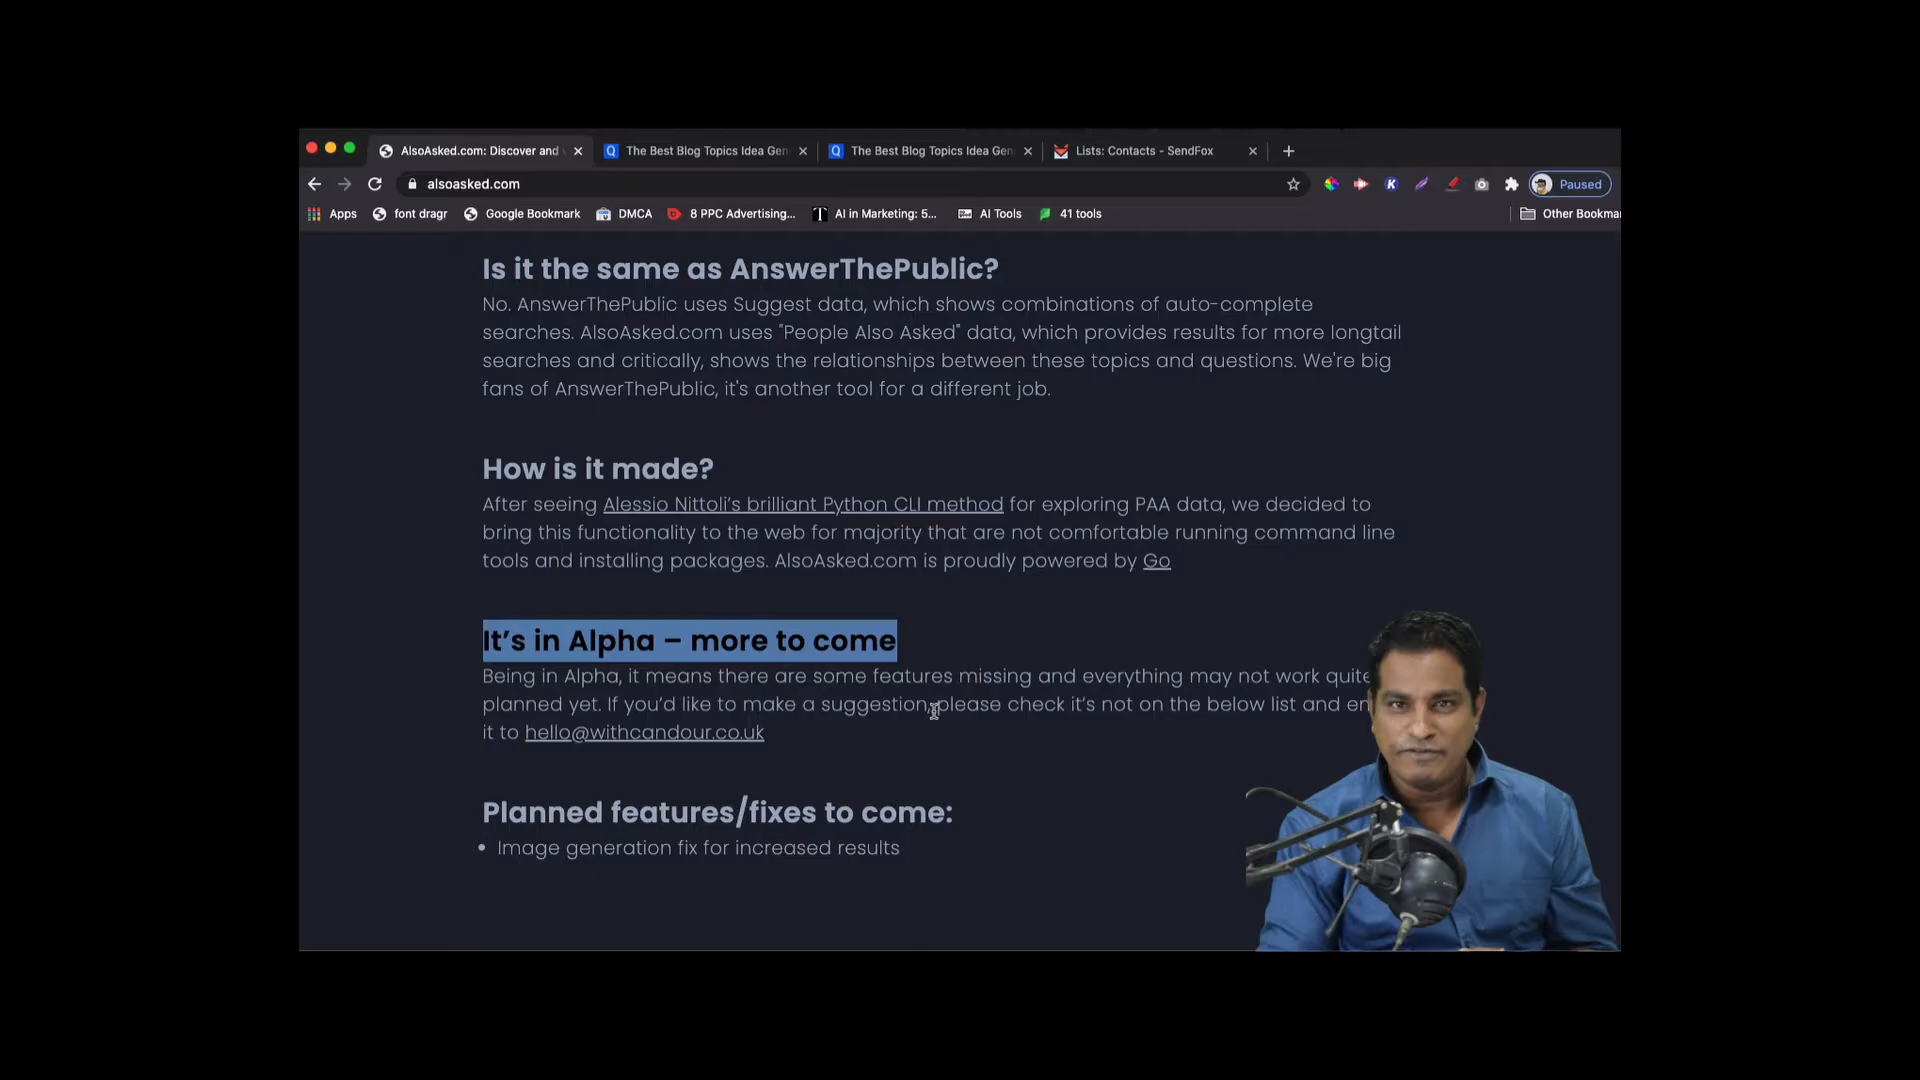 AlsoAsked.com: Discover and
The Best Blog Topics Idea Gen
The Best Blog Topics Idea Gen
Lists: Contacts - SendFox
alsoasked.com
Paused
Apps
font dragr
Google Bookmark
DMCA
8 PPC Advertising...
AI in Marketing: 5...
AI Tools
41 tools
Other Bookmar
Is it the same as AnswerThePublic?
No. AnswerThePublic uses Suggest data, which shows combinations of auto-complete
searches. AlsoAsked.com uses "People Also Asked" data, which provides results for more longtail
searches and critically, shows the relationships between these topics and questions. We're big
fans of AnswerThePublic, it's another tool for a different job.
How is it made?
After seeing Alessio Nittoli's brilliant Python CLI method for exploring PAA data, we decided to
bring this functionality to the web for majority that are not comfortable running command line
tools and installing packages. AlsoAsked.com is proudly powered by Go
It's in Alpha – more to come
Being in Alpha, it means there are some features missing and everything may not work quite
planned yet. If you'd like to make a suggestion, please check it's not on the below list and em
it to hello@withcandour.co.uk
Planned features/fixes to come:
• Image generation fix for increased results